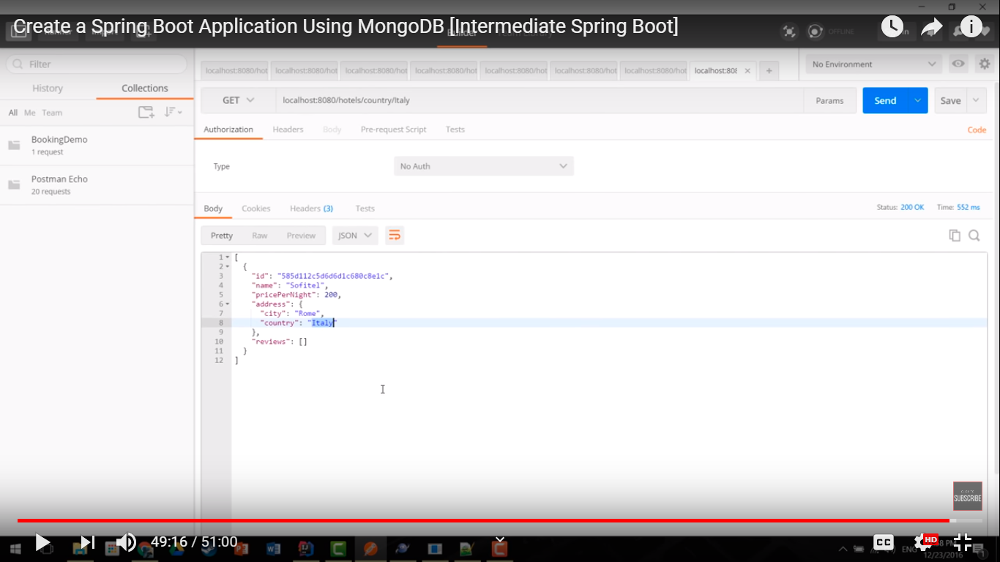 Create a Spring Boot Application Using MongoDB [Intermediate Spring Boot]
Builder
OFFLINE
Filter
localhost:8080/hot localhost:8080/hot localhost:8080/hot localhost:8080/hot localhost:8080/hot localhost:8080/hot localhost:8080/hot localhost:808 × +
No Environment
History Collections
GET localhost:8080/hotels/country/Italy Params Send Save
All Me Team
Authorization Headers Body Pre-request Script Tests Code
BookingDemo
1 request
Type No Auth
Postman Echo
20 requests
Body Cookies Headers (3) Tests Status: 200 OK Time: 552 ms
Pretty Raw Preview JSON
1 [
2 {
3 "id": "585d112c5d6d6d1c680c8e1c",
4 "name": "Sofitel",
5 "pricePerNight": 200,
6 "address": {
7 "city": "Rome",
8 "country": "Italy"
9 },
10 "reviews": []
11 }
12 ]
SUBSCRIBE
49:16 / 51:00
CC
HD
ENG
PM
12/23/2016